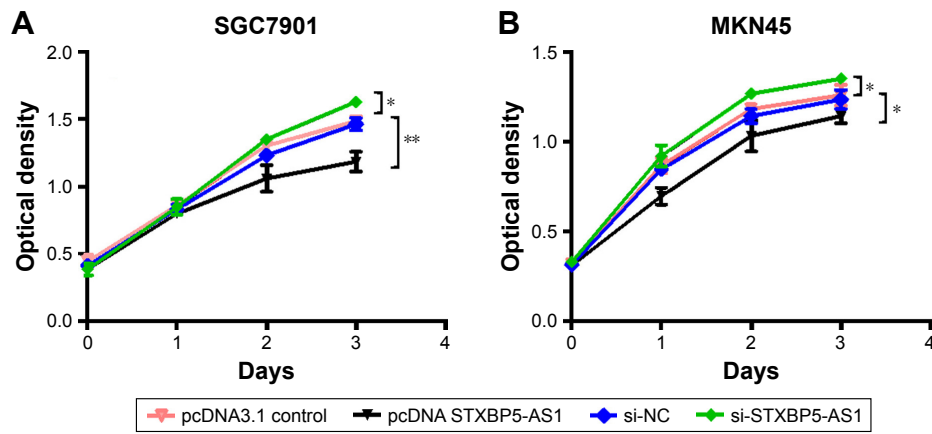 A
SGC7901
2.0
1.5
1.0
0.5
0.0
Optical density
*
**
0 1 2 3 4
Days
B
MKN45
1.5
1.0
0.5
0.0
Optical density
*
*
0 1 2 3 4
Days
pcDNA3.1 control pcDNA STXBP5-AS1 si-NC si-STXBP5-AS1